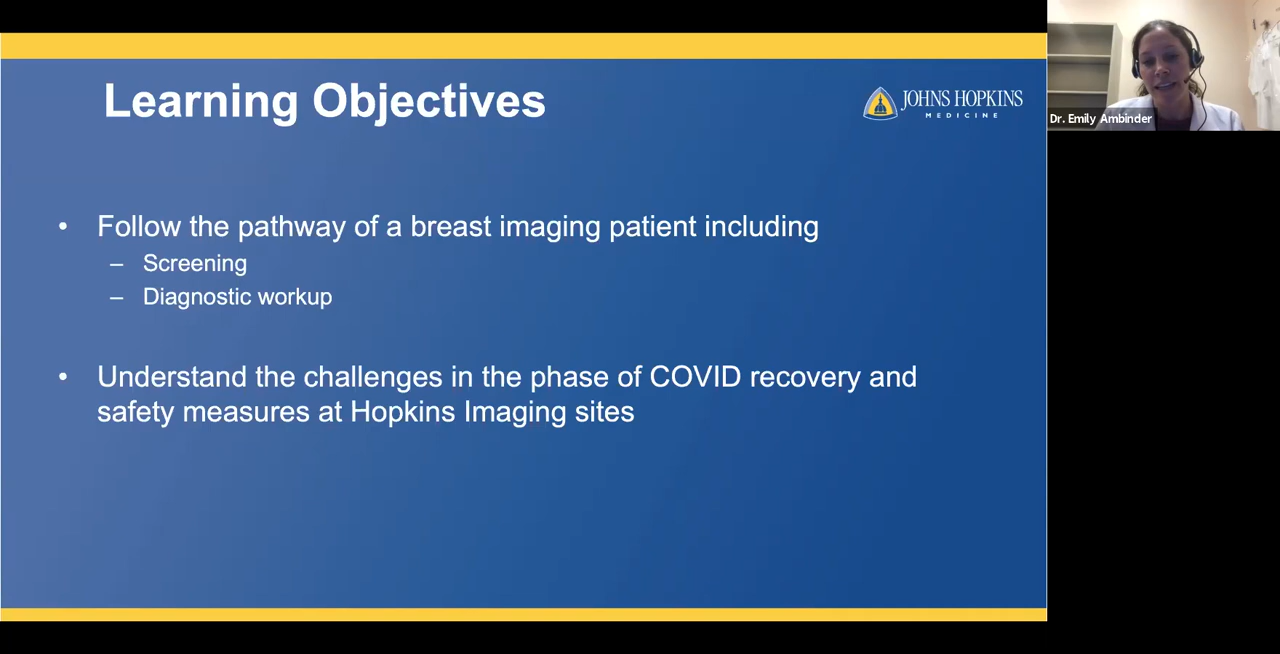 Learning Objectives
JOHNS HOPKINS
MEDICINE
Dr. Emily Ambinder
• Follow the pathway of a breast imaging patient including
– Screening
– Diagnostic workup
• Understand the challenges in the phase of COVID recovery and
safety measures at Hopkins Imaging sites